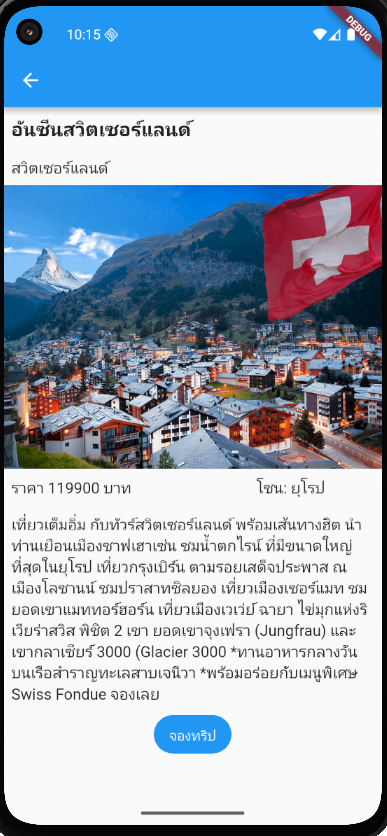 10:15
DEBUG
อันซีนสวิตเซอร์แลนด์
สวิตเซอร์แลนด์
ราคา 119900 บาท
โซน: ยุโรป
เที่ยวเต็มอิ่ม กับทัวร์สวิตเซอร์แลนด์ พร้อมเส้นทางฮิต นำ
ท่านเยือนเมืองชาฟเฮาเซ่น ชมน้ำตกไรน์ ที่มีขนาดใหญ่
ที่สุดในยุโรป เที่ยวกรุงเบิร์น ตามรอยเสด็จประพาส ณ
เมืองโลซานน์ ชมปราสาทชิลยอง เที่ยวเมืองเซอร์แมท ชม
ยอดเขาแมททอร์ฮอร์น เที่ยวเมืองเวเว่ย์ ฉายา ไข่มุกแห่งริ
เวียร่าสวิส พิชิต 2 เขา ยอดเขาจุงเฟรา (Jungfrau) และ
เขากลาเซียร์ 3000 (Glacier 3000 *ทานอาหารกลางวัน
บนเรือสำราญทะเลสาบเจนีวา *พร้อมอร่อยกับเมนูพิเศษ
Swiss Fondue จองเลย
จองทริป